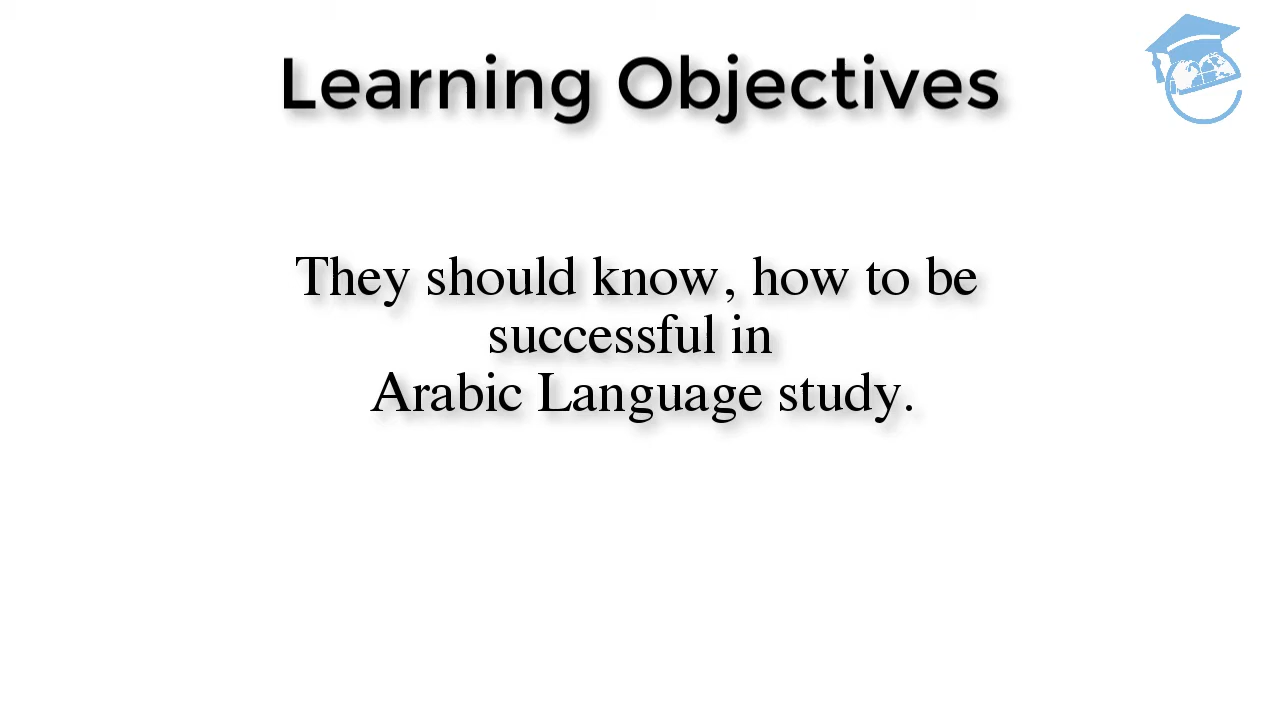 Learning Objectives
They should know, how to be
successful in
Arabic Language study.